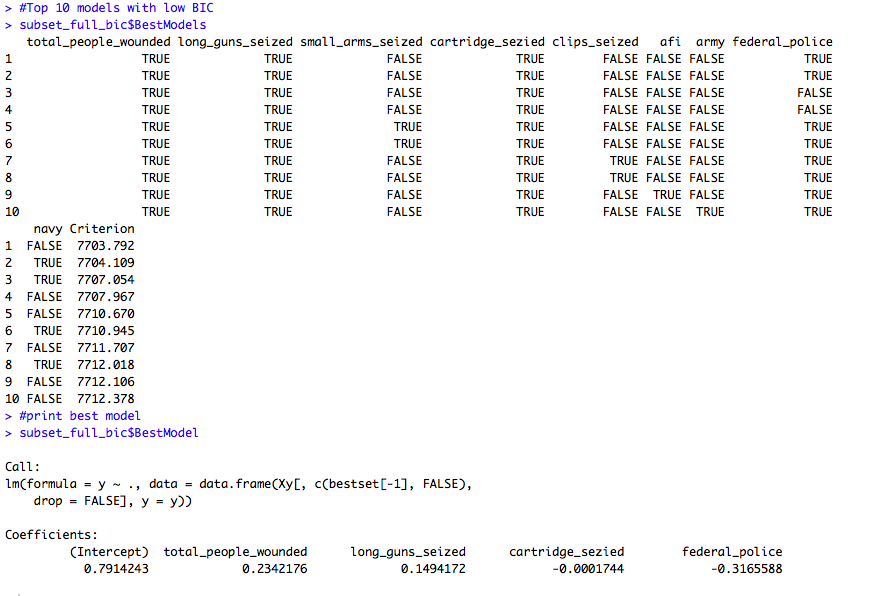 > #Top 10 models with low BIC
> subset_full_bic$BestModels
   total_people_wounded long_guns_seized small_arms_seized cartridge_sezied clips_seized   afi  army federal_police
1                  TRUE             TRUE             FALSE             TRUE        FALSE FALSE FALSE           TRUE
2                  TRUE             TRUE             FALSE             TRUE        FALSE FALSE FALSE           TRUE
3                  TRUE             TRUE             FALSE             TRUE        FALSE FALSE FALSE          FALSE
4                  TRUE             TRUE             FALSE             TRUE        FALSE FALSE FALSE          FALSE
5                  TRUE             TRUE              TRUE             TRUE        FALSE FALSE FALSE           TRUE
6                  TRUE             TRUE              TRUE             TRUE        FALSE FALSE FALSE           TRUE
7                  TRUE             TRUE             FALSE             TRUE         TRUE FALSE FALSE           TRUE
8                  TRUE             TRUE             FALSE             TRUE         TRUE FALSE FALSE           TRUE
9                  TRUE             TRUE             FALSE             TRUE        FALSE  TRUE FALSE           TRUE
10                 TRUE             TRUE             FALSE             TRUE        FALSE FALSE  TRUE           TRUE
    navy Criterion
1  FALSE  7703.792
2   TRUE  7704.109
3   TRUE  7707.054
4  FALSE  7707.967
5  FALSE  7710.670
6   TRUE  7710.945
7  FALSE  7711.707
8   TRUE  7712.018
9  FALSE  7712.106
10 FALSE  7712.378
> #print best model
> subset_full_bic$BestModel

Call:
lm(formula = y ~ ., data = data.frame(Xy[, c(bestset[-1], FALSE),
    drop = FALSE], y = y))

Coefficients:
         (Intercept)  total_people_wounded      long_guns_seized      cartridge_sezied        federal_police
           0.7914243             0.2342176             0.1494172            -0.0001744            -0.3165588